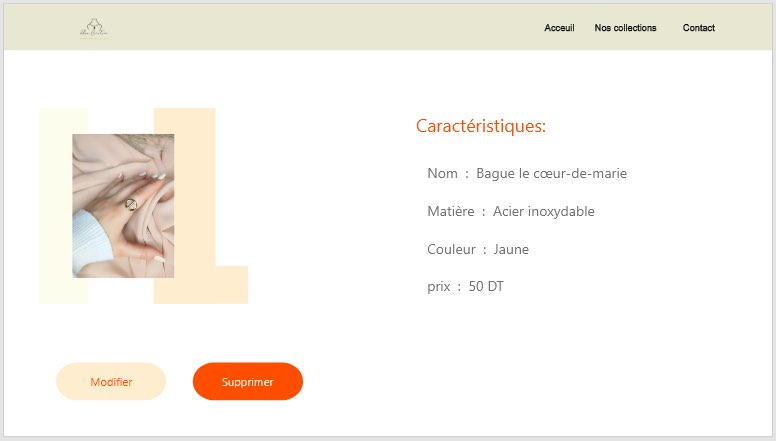 Acceuil
Nos collections
Contact
Caractéristiques:
Nom : Bague le cœur-de-marie
Matière : Acier inoxydable
Couleur : Jaune
prix : 50 DT
Modifier
Supprimer